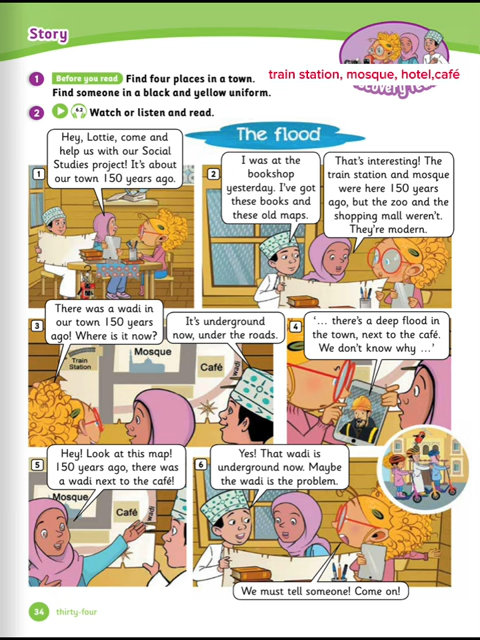 Story
1 Before you read Find four places in a town.
train station, mosque, hotel,café
Find someone in a black and yellow uniform.
2 6.2 Watch or listen and read.
The flood
1
Hey, Lottie, come and
help us with our Social
Studies project! It's about
our town 150 years ago.
2
I was at the
bookshop
yesterday. I've got
these books and
these old maps.
That's interesting! The
train station and mosque
were here 150 years
ago, but the zoo and the
shopping mall weren't.
They're modern.
3
There was a wadi in
our town 150 years
ago! Where is it now?
It's underground
now, under the roads.
Train
Station
Mosque
Café
Wadi
4
'... there's a deep flood in
the town, next to the café.
We don't know why ...'
5
Hey! Look at this map!
150 years ago, there was
a wadi next to the café!
Mosque
Café
Wadi
6
Yes! That wadi is
underground now. Maybe
the wadi is the problem.
We must tell someone! Come on!
34 thirty-four